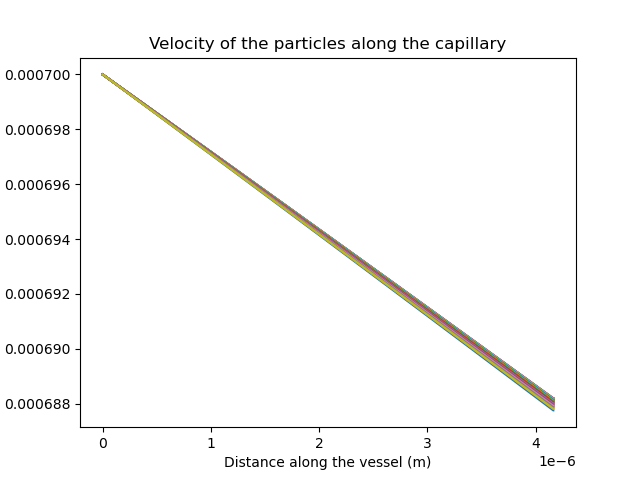 Velocity of the particles along the capillary
0.000700
0.000698
0.000696
0.000694
0.000692
0.000690
0.000688
0 1 2 3 4
1e−6
Distance along the vessel (m)